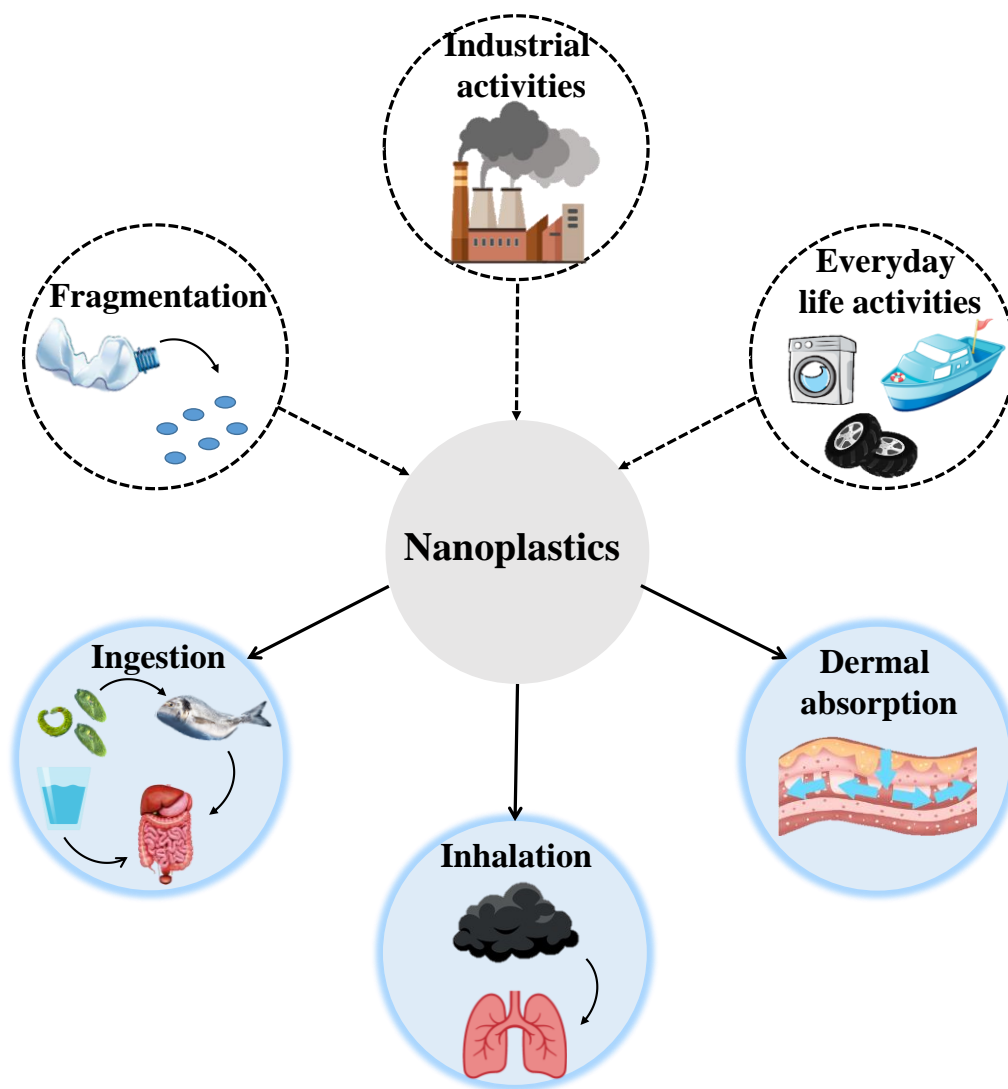 Industrial
activities
Fragmentation
Everyday
life activities
Nanoplastics
Ingestion
Dermal
absorption
Inhalation